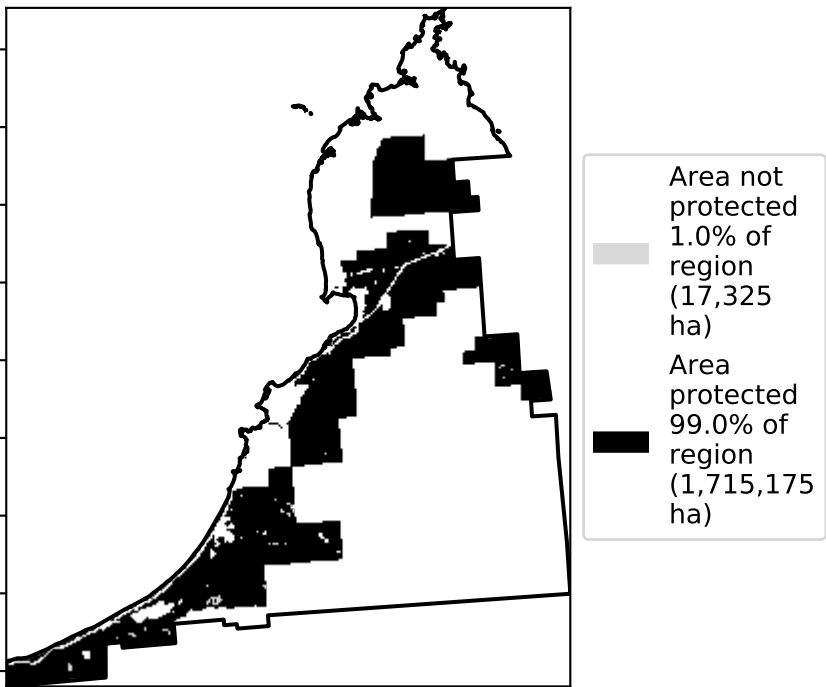 Area not
protected
1.0% of
region
(17,325
ha)
Area
protected
99.0% of
region
(1,715,175
ha)